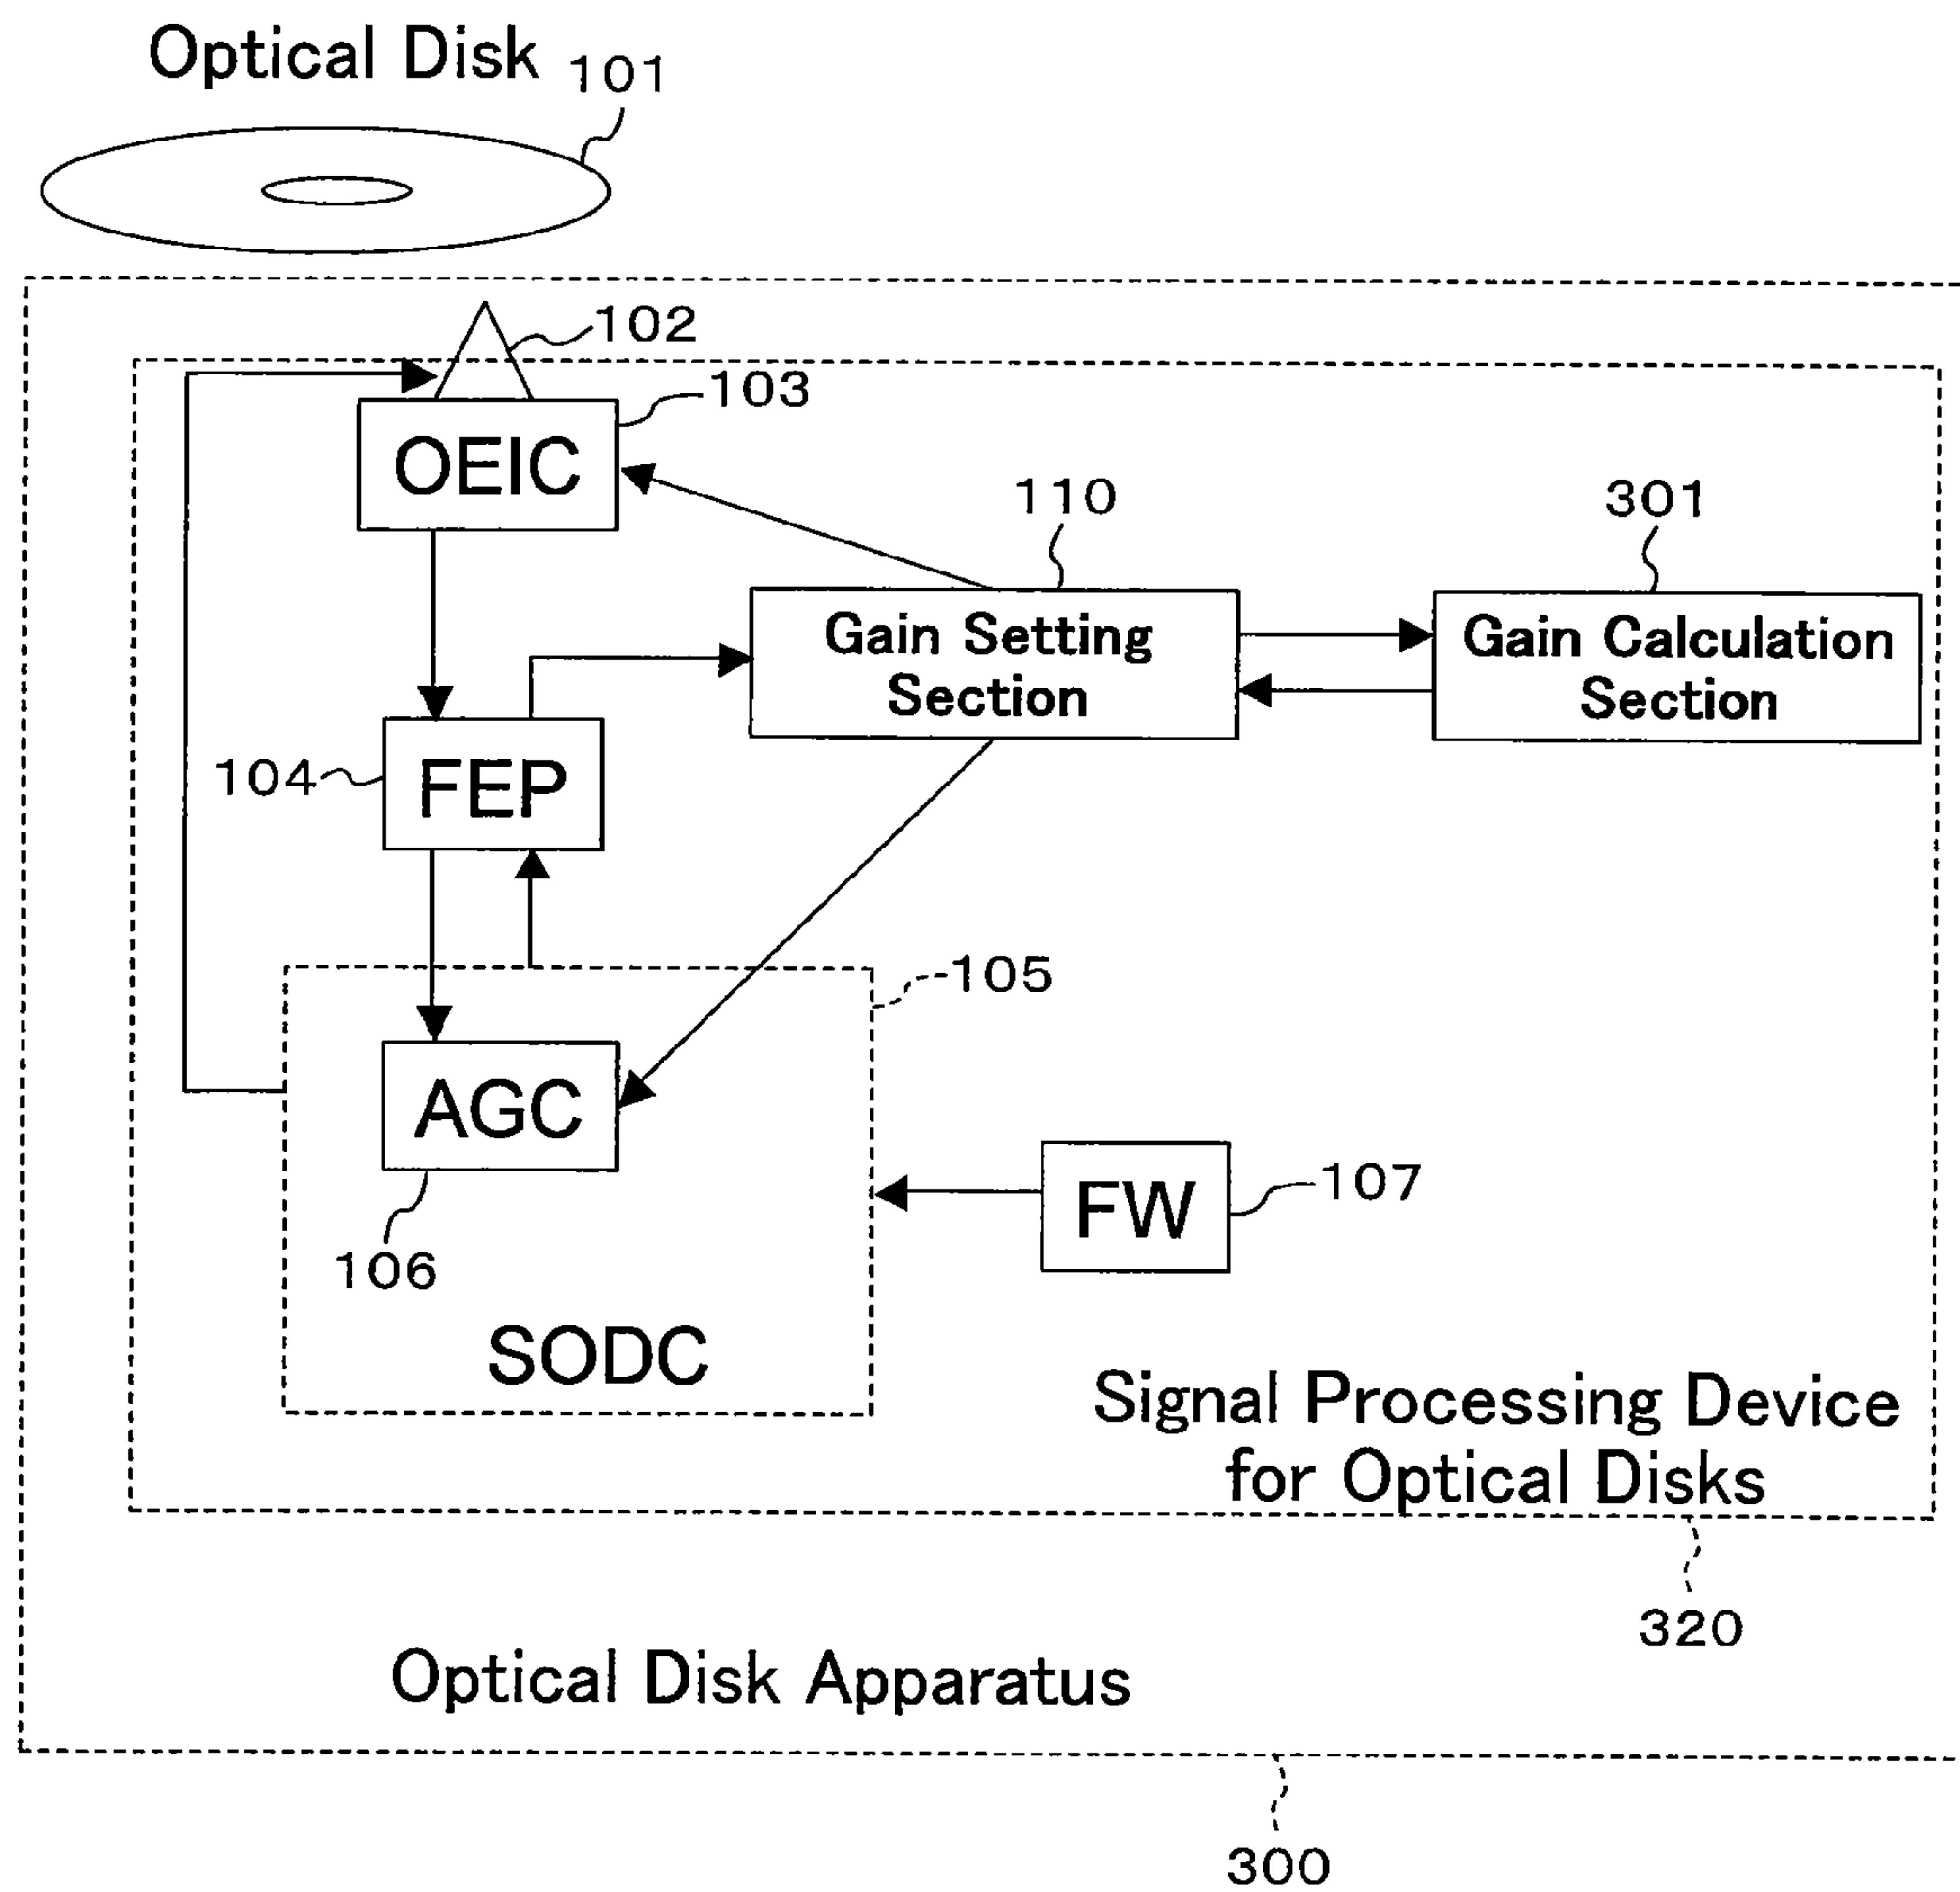 Optical Disk
101
102
103
OEIC
110
301
Gain Setting
Section
Gain Calculation
Section
104
FEP
105
AGC
106
FW
107
SODC
Signal Processing Device
for Optical Disks
320
Optical Disk Apparatus
300